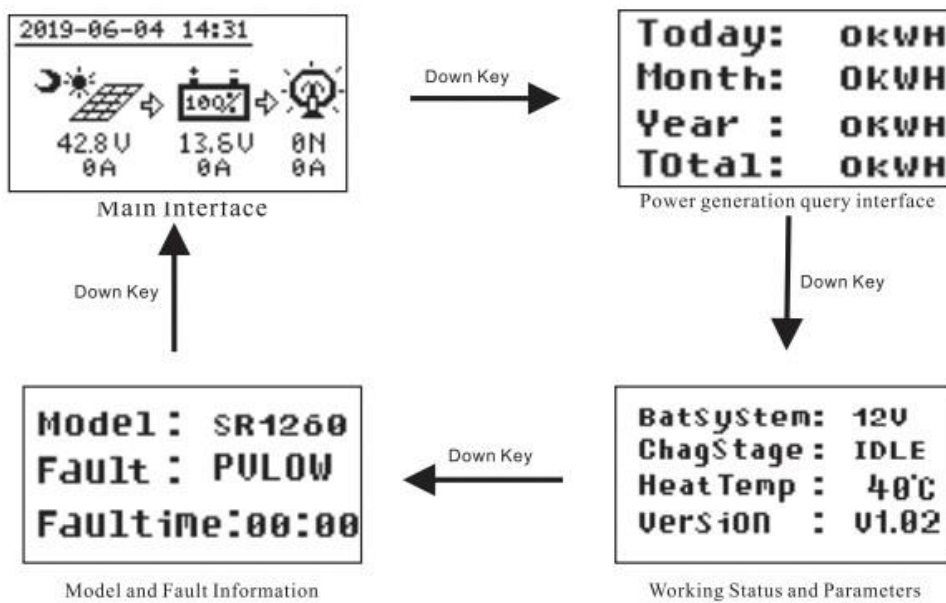 2019-06-04 14:31
100%
42.8V 13.6V 0N
0A 0A 0A
Main Interface
Down Key
Today: 0KWH
Month: 0KWH
Year : 0KWH
TOtal: 0KWH
Power generation query interface
Down Key
BatSyStem: 12V
ChagStage: IDLE
HeatTemp : 40℃
VerSiOn : V1.02
Working Status and Parameters
Down Key
Model: SR1260
Fault: PVLOW
Faultime:00:00
Model and Fault Information
Down Key